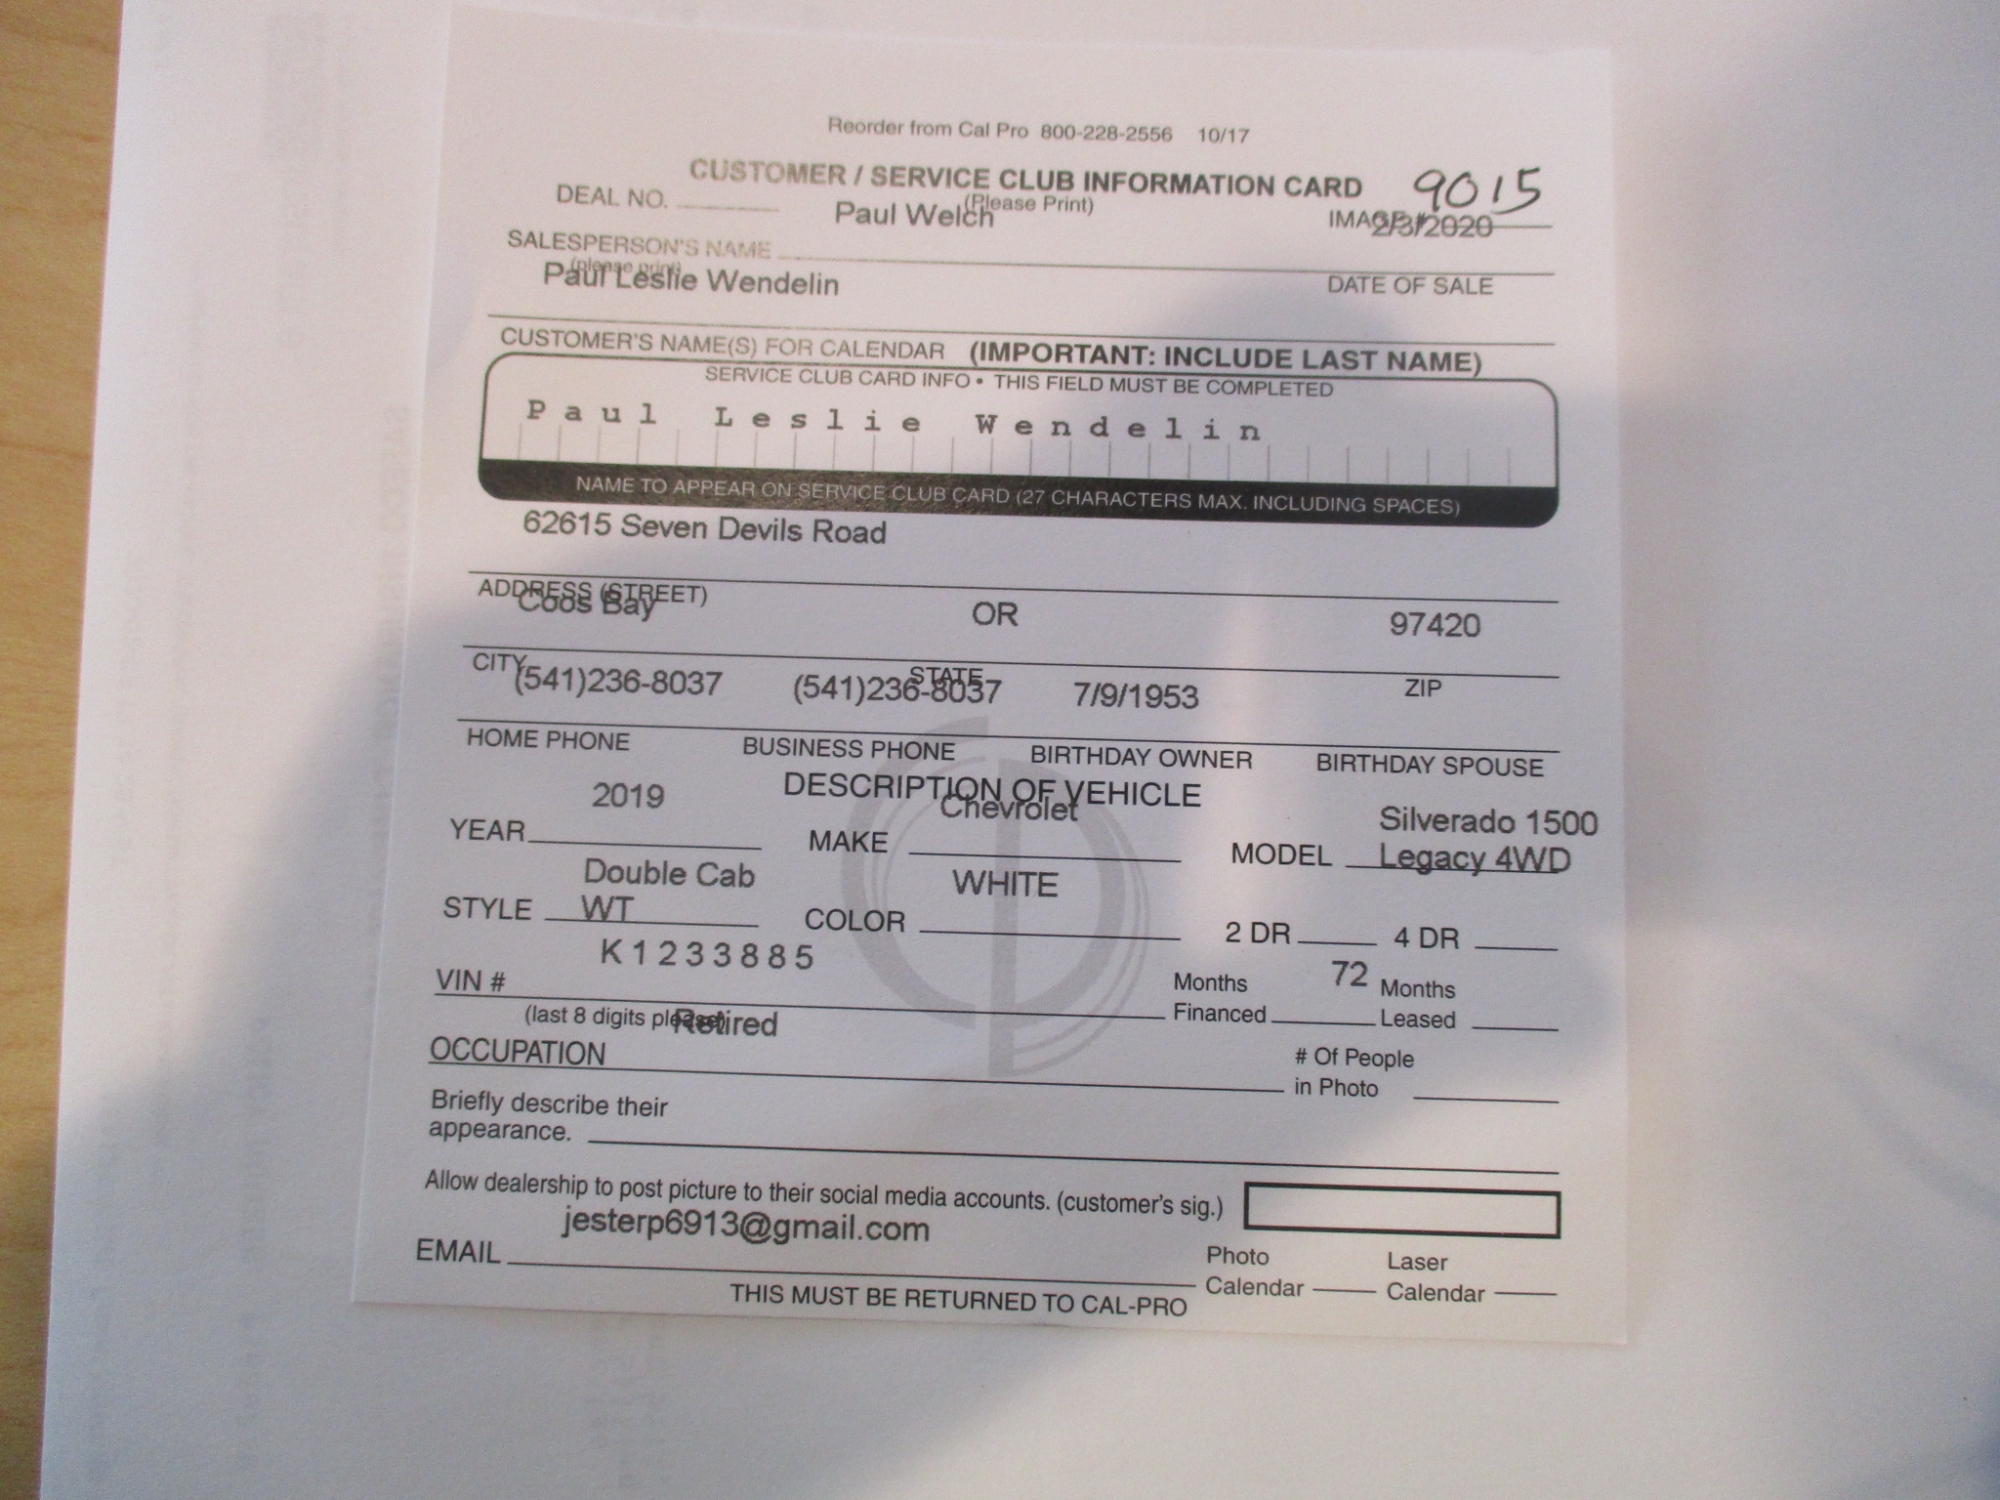 Reorder from Cal Pro 800-228-2556 10/17
CUSTOMER / SERVICE CLUB INFORMATION CARD 9015
DEAL NO. Paul Welch (Please Print) IMAGE # 2/3/2020
SALESPERSON'S NAME
(please print) DATE OF SALE
Paul Leslie Wendelin
CUSTOMER'S NAME(S) FOR CALENDAR (IMPORTANT: INCLUDE LAST NAME)
SERVICE CLUB CARD INFO • THIS FIELD MUST BE COMPLETED
Paul Leslie Wendelin
NAME TO APPEAR ON SERVICE CLUB CARD (27 CHARACTERS MAX. INCLUDING SPACES)
62615 Seven Devils Road
ADDRESS (STREET)
Coos Bay OR 97420
CITY STATE ZIP
(541)236-8037 (541)236-8037 7/9/1953
HOME PHONE BUSINESS PHONE BIRTHDAY OWNER BIRTHDAY SPOUSE
DESCRIPTION OF VEHICLE
2019 Chevrolet Silverado 1500
YEAR MAKE MODEL Legacy 4WD
Double Cab WHITE
STYLE WT COLOR 2 DR 4 DR
K1233885
VIN # Months 72 Months
(last 8 digits please) Financed Leased
Retired
OCCUPATION # Of People
in Photo
Briefly describe their
appearance.
Allow dealership to post picture to their social media accounts. (customer's sig.)
jesterp6913@gmail.com
EMAIL Photo Laser
Calendar Calendar
THIS MUST BE RETURNED TO CAL-PRO